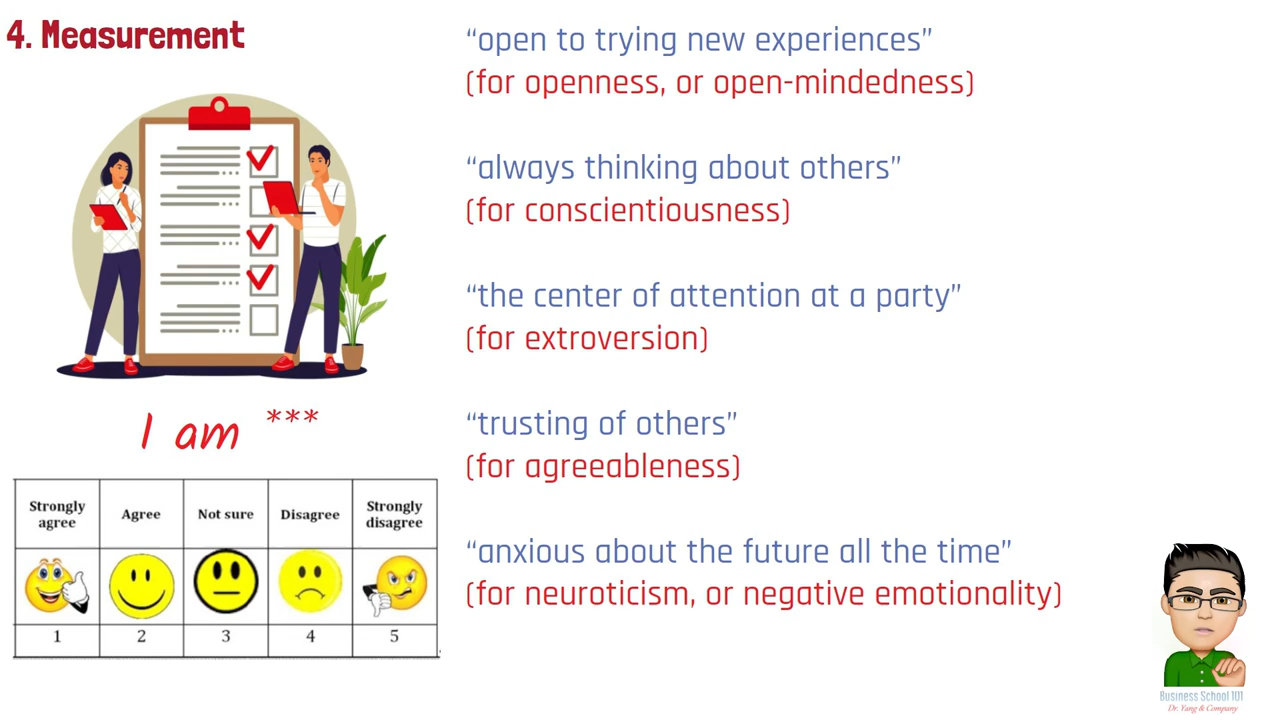 4. Measurement
“open to trying new experiences”
(for openness, or open-mindedness)
“always thinking about others”
(for conscientiousness)
“the center of attention at a party”
(for extroversion)
“trusting of others”
(for agreeableness)
“anxious about the future all the time”
(for neuroticism, or negative emotionality)
I am ***
Strongly agree Agree Not sure Disagree Strongly disagree
1 2 3 4 5
Business School 101
Dr. Yang & Company